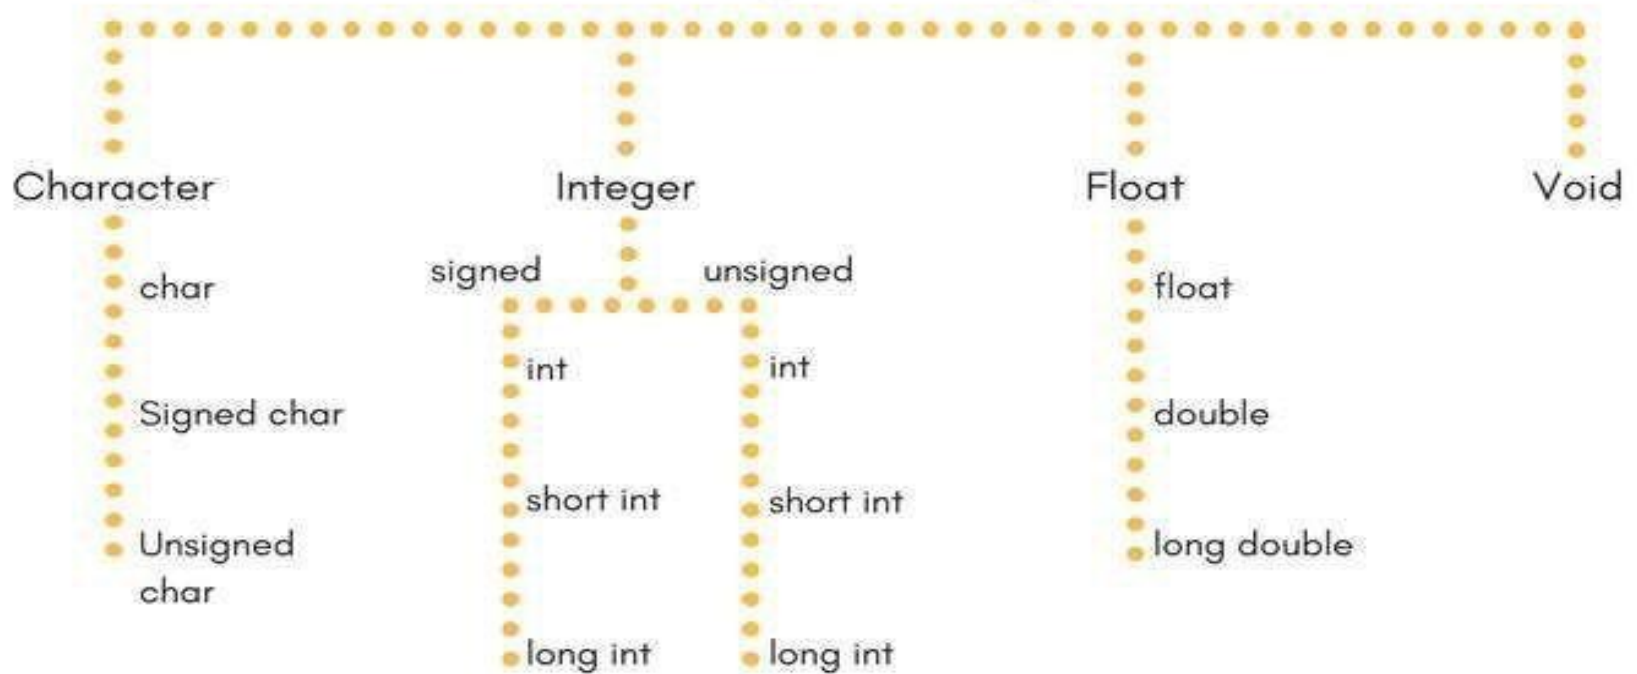 Character
Integer
Float
Void
char
Signed char
Unsigned
char
signed
unsigned
int
short int
long int
int
short int
long int
float
double
long double